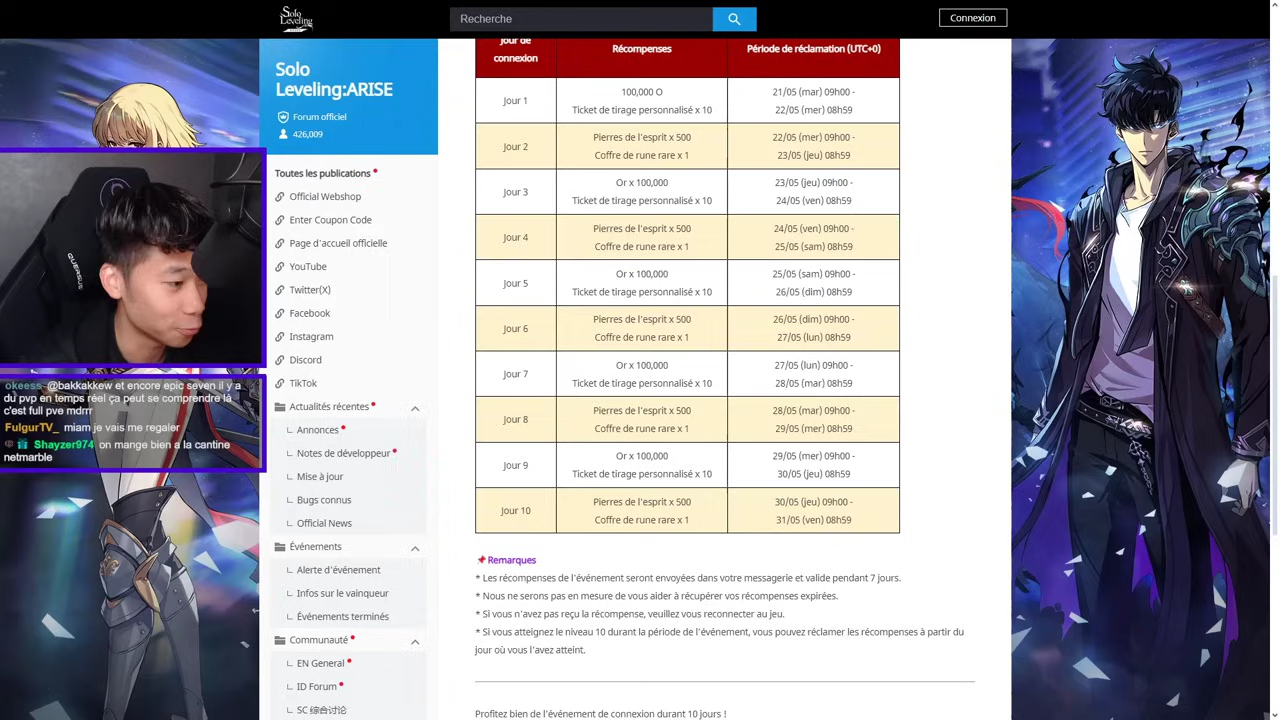 Solo
Leveling
Recherche
Connexion
Solo
Leveling:ARISE
Forum officiel
426,009
Toutes les publications
Official Webshop
Enter Coupon Code
Page d'accueil officielle
YouTube
Twitter(X)
Facebook
Instagram
Discord
TikTok
Actualités récentes
Annonces
Notes de développeur
Mise à jour
Bugs connus
Official News
Événements
Alerte d'événement
Infos sur le vainqueur
Événements terminés
Communauté
EN General
ID Forum
SC 综合讨论
QUERSUS
okeess @bakkakkew et encore epic seven il y a
du pvp en temps réel ça peut se comprendre là
c'est full pve mdrrr
FulgurTV_ miam je vais me regaler
Shayzer974 on mange bien a la cantine
netmarble
Jour de
connexion
Récompenses
Période de réclamation (UTC+0)
Jour 1
100,000 O
Ticket de tirage personnalisé x 10
21/05 (mar) 09h00 -
22/05 (mer) 08h59
Jour 2
Pierres de l'esprit x 500
Coffre de rune rare x 1
22/05 (mer) 09h00 -
23/05 (jeu) 08h59
Jour 3
Or x 100,000
Ticket de tirage personnalisé x 10
23/05 (jeu) 09h00 -
24/05 (ven) 08h59
Jour 4
Pierres de l'esprit x 500
Coffre de rune rare x 1
24/05 (ven) 09h00 -
25/05 (sam) 08h59
Jour 5
Or x 100,000
Ticket de tirage personnalisé x 10
25/05 (sam) 09h00 -
26/05 (dim) 08h59
Jour 6
Pierres de l'esprit x 500
Coffre de rune rare x 1
26/05 (dim) 09h00 -
27/05 (lun) 08h59
Jour 7
Or x 100,000
Ticket de tirage personnalisé x 10
27/05 (lun) 09h00 -
28/05 (mar) 08h59
Jour 8
Pierres de l'esprit x 500
Coffre de rune rare x 1
28/05 (mar) 09h00 -
29/05 (mer) 08h59
Jour 9
Or x 100,000
Ticket de tirage personnalisé x 10
29/05 (mer) 09h00 -
30/05 (jeu) 08h59
Jour 10
Pierres de l'esprit x 500
Coffre de rune rare x 1
30/05 (jeu) 09h00 -
31/05 (ven) 08h59
Remarques
* Les récompenses de l'événement seront envoyées dans votre messagerie et valide pendant 7 jours.
* Nous ne serons pas en mesure de vous aider à récupérer vos récompenses expirées.
* Si vous n'avez pas reçu la récompense, veuillez vous reconnecter au jeu.
* Si vous atteignez le niveau 10 durant la période de l'événement, vous pouvez réclamer les récompenses à partir du
jour où vous l'avez atteint.
Profitez bien de l'événement de connexion durant 10 jours !